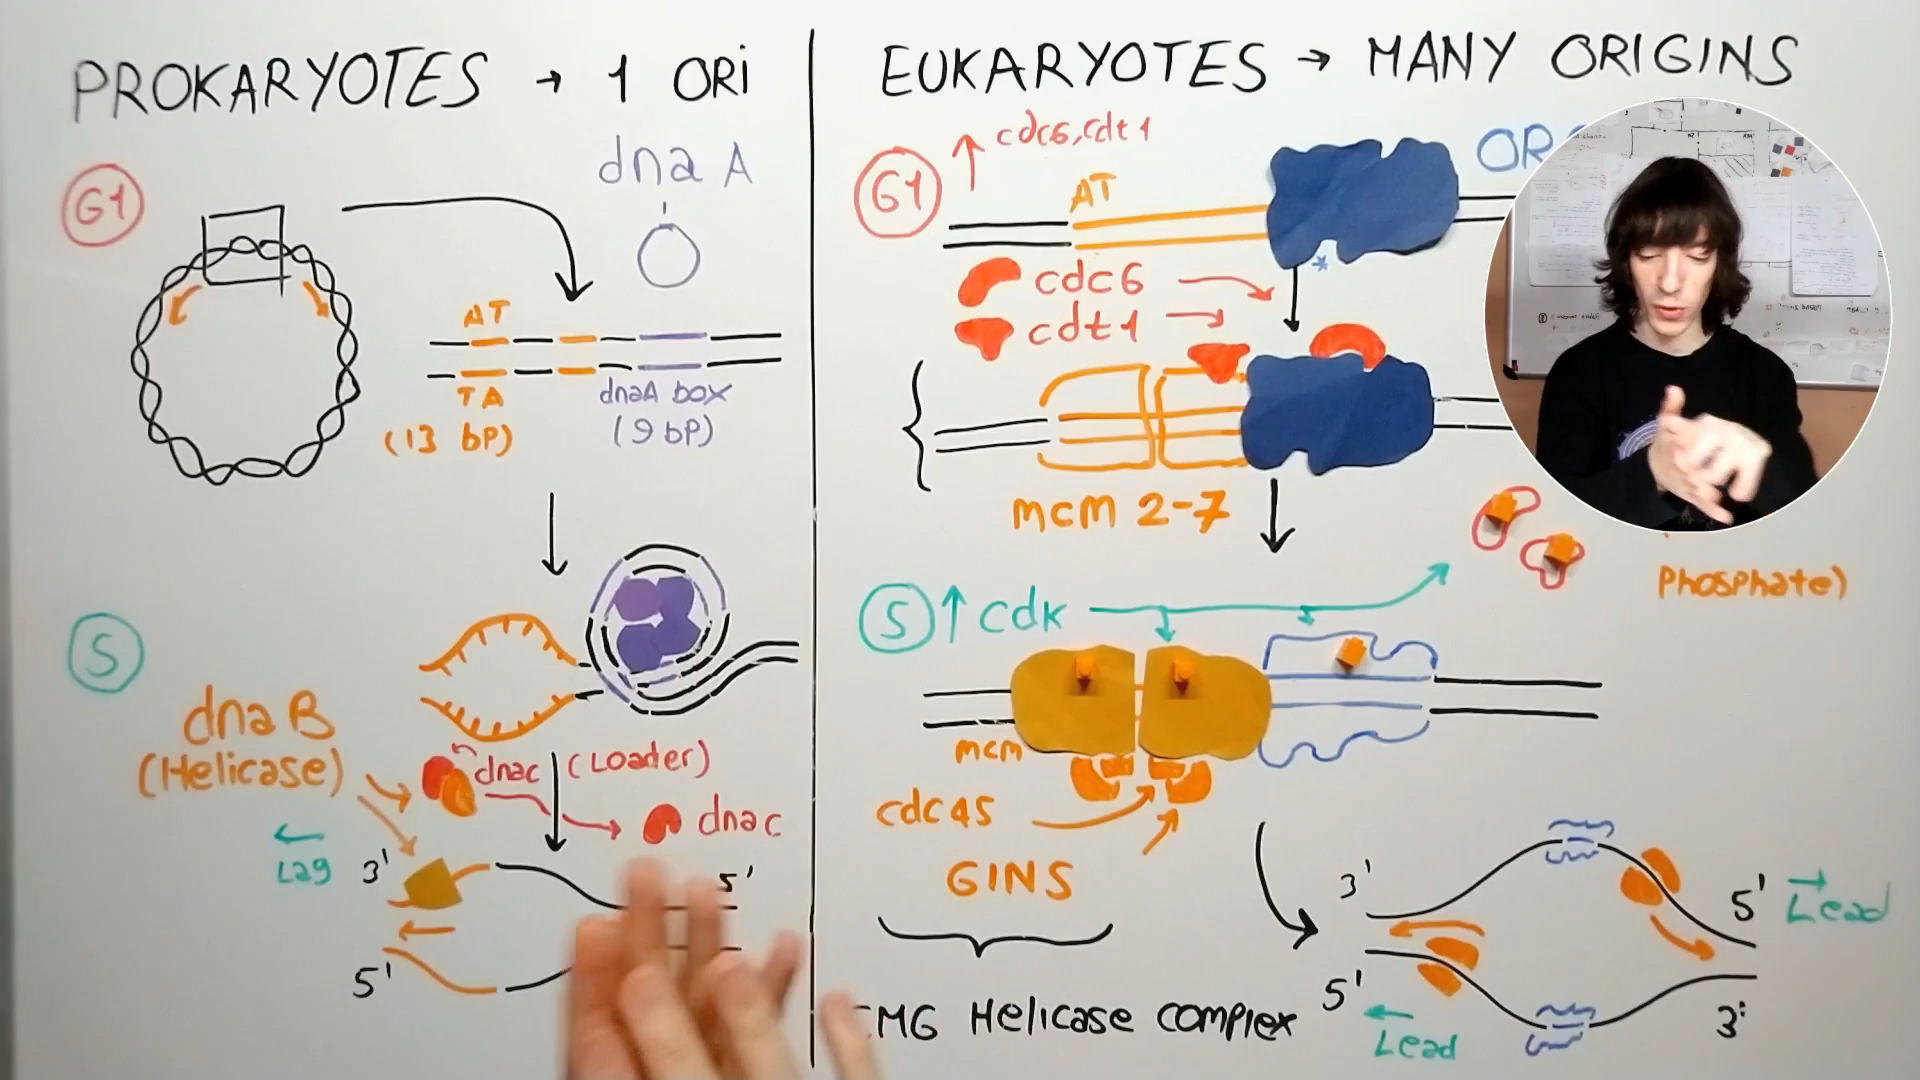 PROKARYOTES → 1 ORI
G1
dna A
AT
TA
(13 bP)
dnaA box
(9 bP)
S
dna B
(Helicase)
dnac (Loader)
dnac
Lag
3'
5'
5'
EUKARYOTES → MANY ORIGINS
G1
↑ cdc6, cdt1
AT
OR
*
cdc6
cdt1
mcm 2-7
Phosphate)
S ↑ cdk
mcm
cdc45
GINS
MG Helicase complex
3'
5'
5'
3'
Lead
Lead